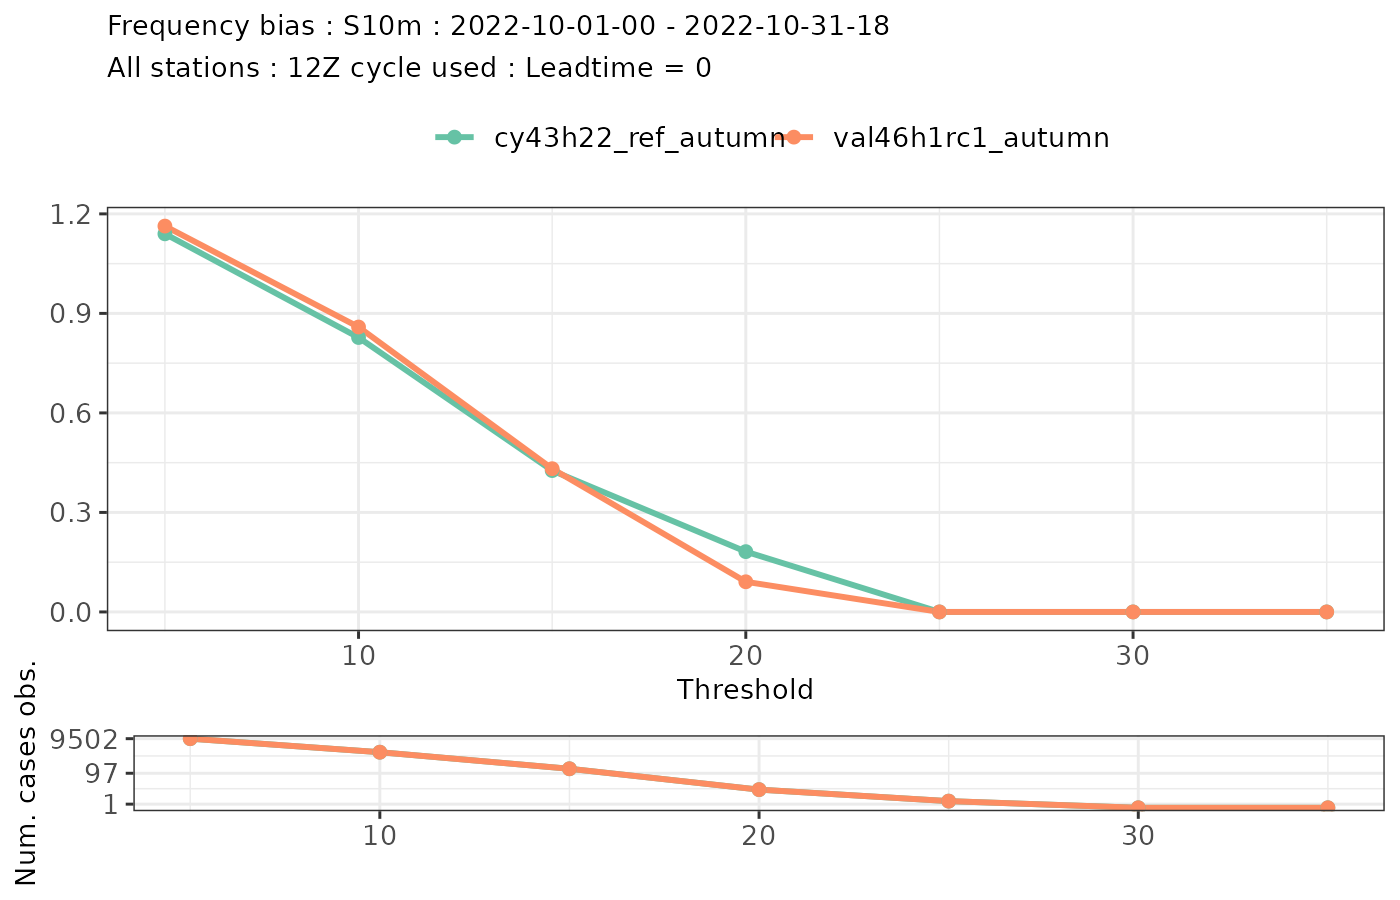 Frequency bias : S10m : 2022-10-01-00 - 2022-10-31-18
All stations : 12Z cycle used : Leadtime = 0
cy43h22_ref_autumn val46h1rc1_autumn
1.2
0.9
0.6
0.3
0.0
10 20 30
Threshold
Num. cases obs.
9502
97
1
10 20 30